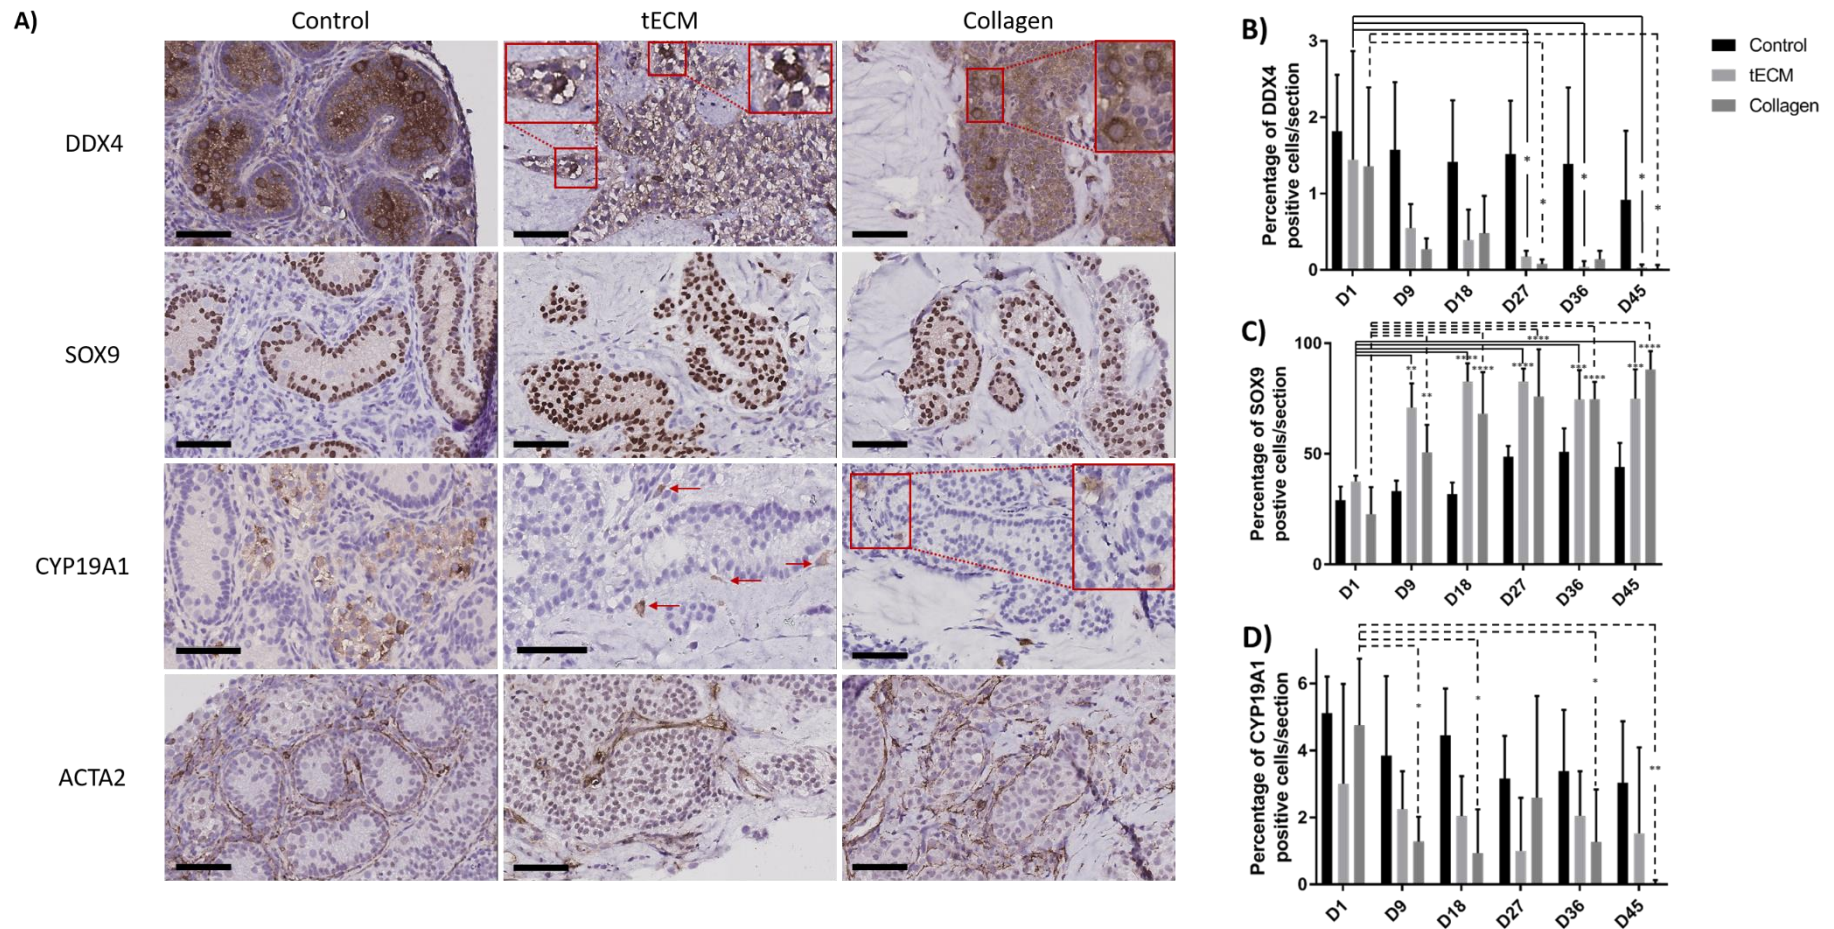 A)
Control
tECM
Collagen
DDX4
SOX9
CYP19A1
ACTA2
B)
Percentage of DDX4
positive cells/section
3
2
1
0
*
*
*
*
*
D1
D9
D18
D27
D36
D45
Control
tECM
Collagen
C)
Percentage of SOX9
postive cells/section
100
50
0
**
**
****
****
****
****
***
****
***
****
D1
D9
D18
D27
D36
D45
D)
Percentage of CYP19A1
positive cells/section
6
4
2
0
*
*
*
**
D1
D9
D18
D27
D36
D45